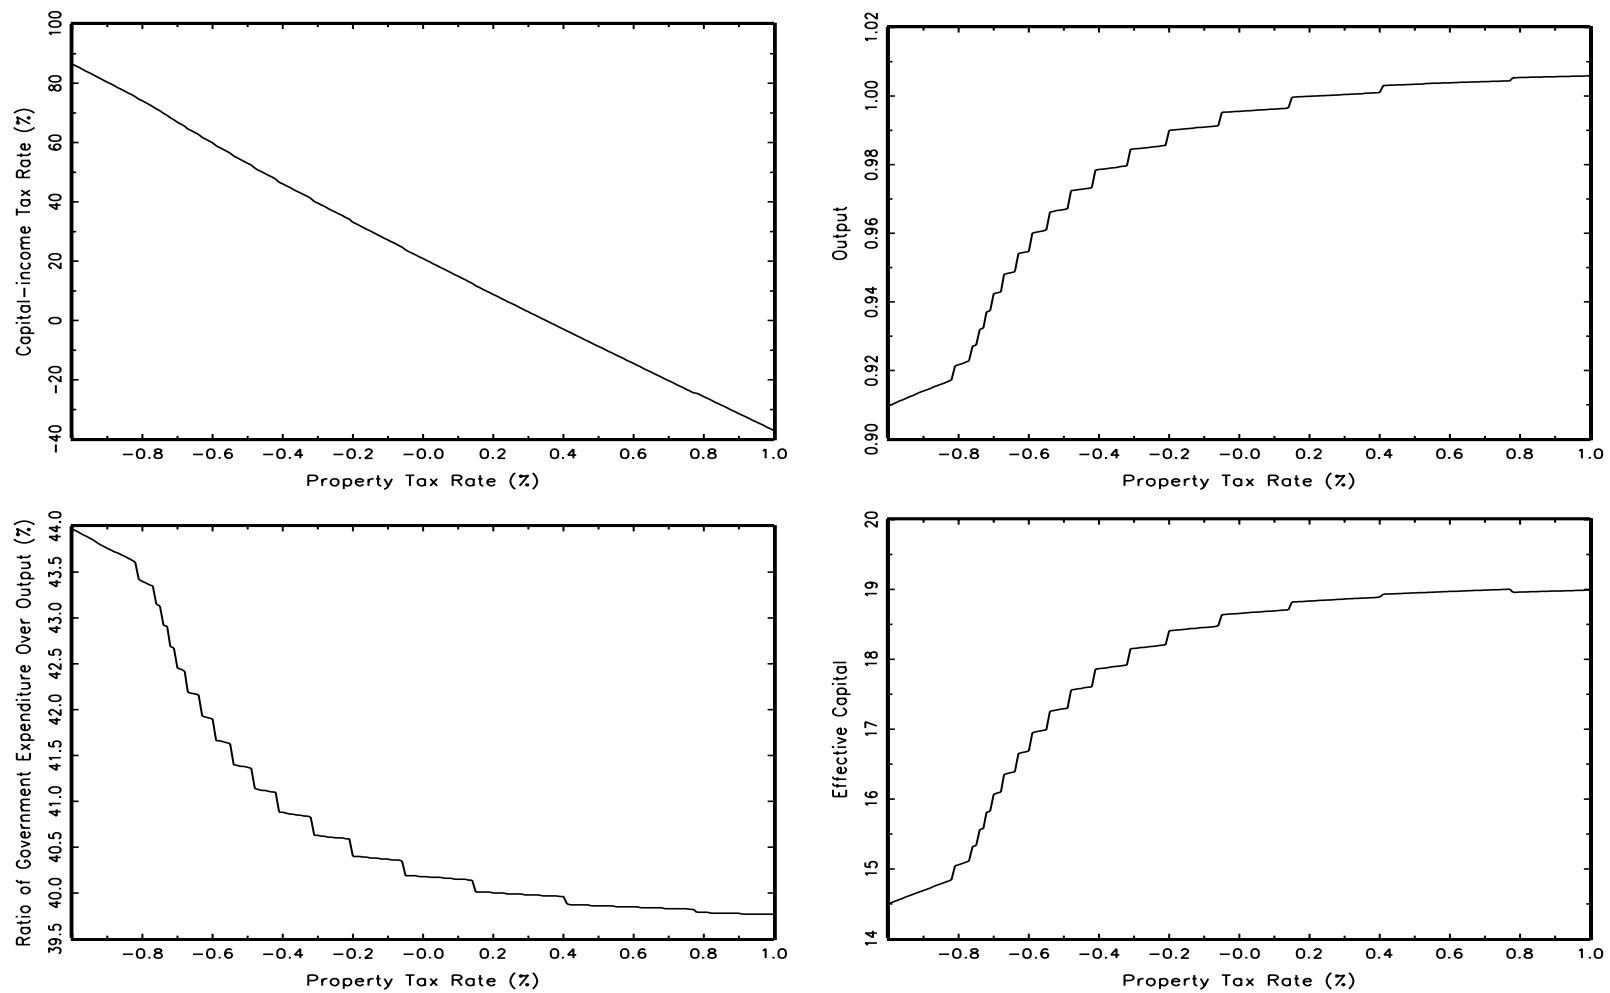 Capital-income Tax Rate (%)
100
80
60
40
20
0
-20
-40
-0.8 -0.6 -0.4 -0.2 -0.0 0.2 0.4 0.6 0.8 1.0
Property Tax Rate (%)
Output
1.02
1.00
0.98
0.96
0.94
0.92
0.90
-0.8 -0.6 -0.4 -0.2 -0.0 0.2 0.4 0.6 0.8 1.0
Property Tax Rate (%)
Ratio of Government Expenditure Over Output (%)
44.0
43.5
43.0
42.5
42.0
41.5
41.0
40.5
40.0
39.5
-0.8 -0.6 -0.4 -0.2 -0.0 0.2 0.4 0.6 0.8 1.0
Property Tax Rate (%)
Effective Capital
20
19
18
17
16
15
14
-0.8 -0.6 -0.4 -0.2 -0.0 0.2 0.4 0.6 0.8 1.0
Property Tax Rate (%)